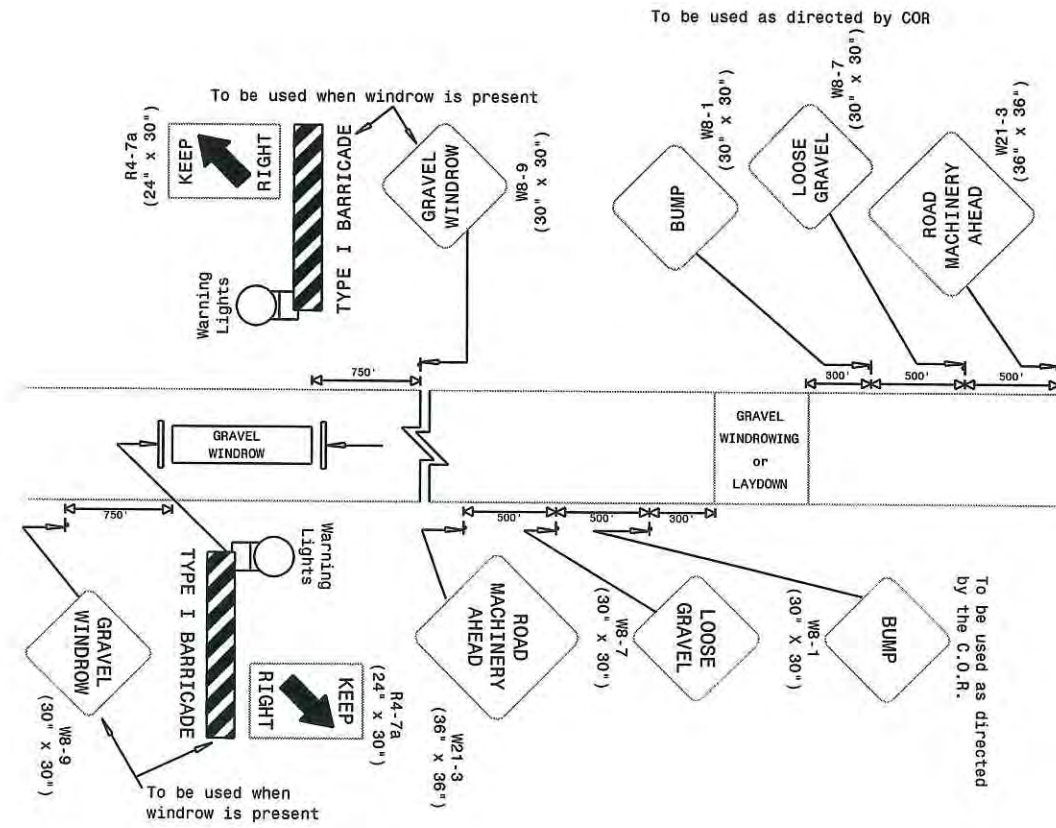 To be used as directed by COR
W21-3
(36" x 36")
ROAD
MACHINERY
AHEAD
W8-7
(30" x 30")
LOOSE
GRAVEL
W8-1
(30" x 30")
BUMP
To be used when windrow is present
R4-7a
(24" x 30")
KEEP
RIGHT
TYPE I BARRICADE
GRAVEL
WINDROW
W8-9
(30" x 30")
Warning
Lights
750'
300'
500'
500'
GRAVEL
WINDROW
GRAVEL
WINDROWING
or
LAYDOWN
750'
500'
500'
300'
Warning
Lights
TYPE I BARRICADE
GRAVEL
WINDROW
W8-9
(30" x 30")
KEEP
RIGHT
R4-7a
(24" x 30")
ROAD
MACHINERY
AHEAD
W21-3
(36" x 36")
LOOSE
GRAVEL
W8-7
(30" x 30")
BUMP
W8-1
(30" x 30")
To be used as directed
by the C.O.R.
To be used when
windrow is present